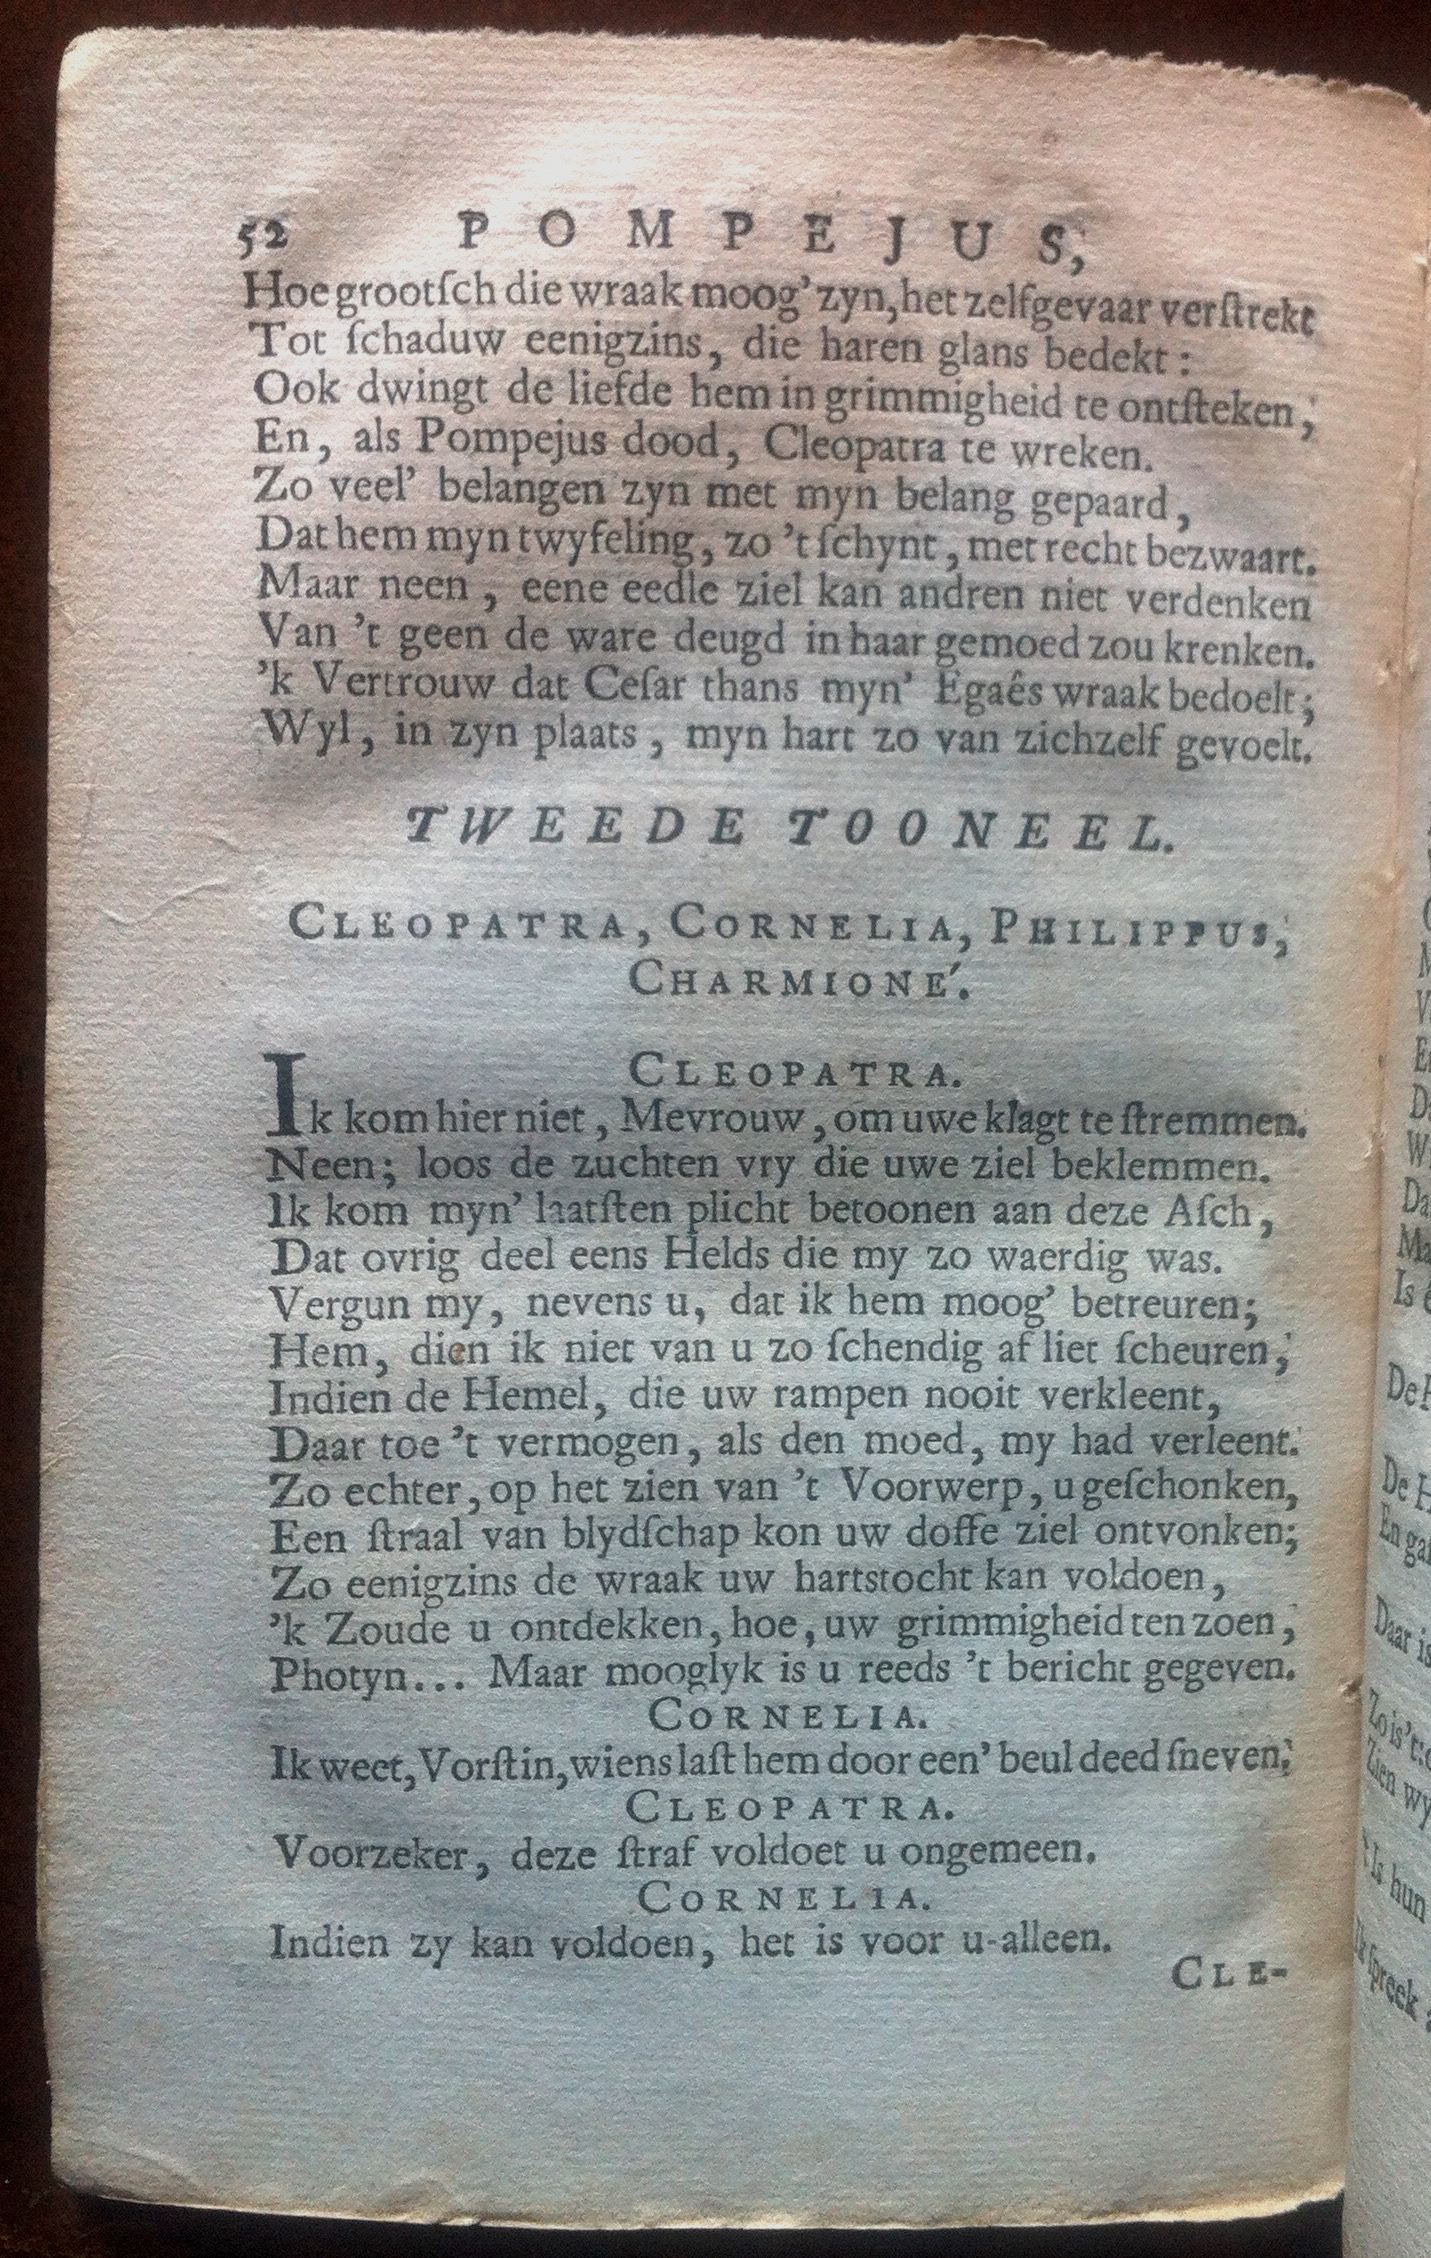 52 POMPEJUS,
Hoe grootſch die wraak moog' zyn, het zelfgevaar verſtrekt
Tot ſchaduw eenigzins, die haren glans bedekt:
Ook dwingt de liefde hem in grimmigheid te ontſteken,
En, als Pompejus dood, Cleopatra te wreken.
Zo veel' belangen zyn met myn belang gepaard,
Dat hem myn twyfeling, zo 't ſchynt, met recht bezwaart.
Maar neen, eene eedle ziel kan andren niet verdenken
Van 't geen de ware deugd in haar gemoed zou krenken.
'k Vertrouw dat Ceſar thans myn' Egaês wraak bedoelt;
Wyl, in zyn plaats, myn hart zo van zichzelf gevoelt.
TWEEDE TOONEEL.
CLEOPATRA, CORNELIA, PHILIPPUS,
CHARMIONÉ.
CLEOPATRA.
Ik kom hier niet, Mevrouw, om uwe klagt te ſtremmen.
Neen; loos de zuchten vry die uwe ziel beklemmen.
Ik kom myn' laatſten plicht betoonen aan deze Aſch,
Dat ovrig deel eens Helds die my zo waerdig was.
Vergun my, nevens u, dat ik hem moog' betreuren;
Hem, dien ik niet van u zo ſchendig af liet ſcheuren,
Indien de Hemel, die uw rampen nooit verkleent,
Daar toe 't vermogen, als den moed, my had verleent.
Zo echter, op het zien van 't Voorwerp, u geſchonken,
Een ſtraal van blydſchap kon uw doffe ziel ontvonken;
Zo eenigzins de wraak uw hartstocht kan voldoen,
'k Zoude u ontdekken, hoe, uw grimmigheid ten zoen,
Photyn... Maar mooglyk is u reeds 't bericht gegeven.
CORNELIA.
Ik weet, Vorſtin, wiens laſt hem door een' beul deed ſneven.
CLEOPATRA.
Voorzeker, deze ſtraf voldoet u ongemeen.
CORNELIA.
Indien zy kan voldoen, het is voor u-alleen.
CLE-